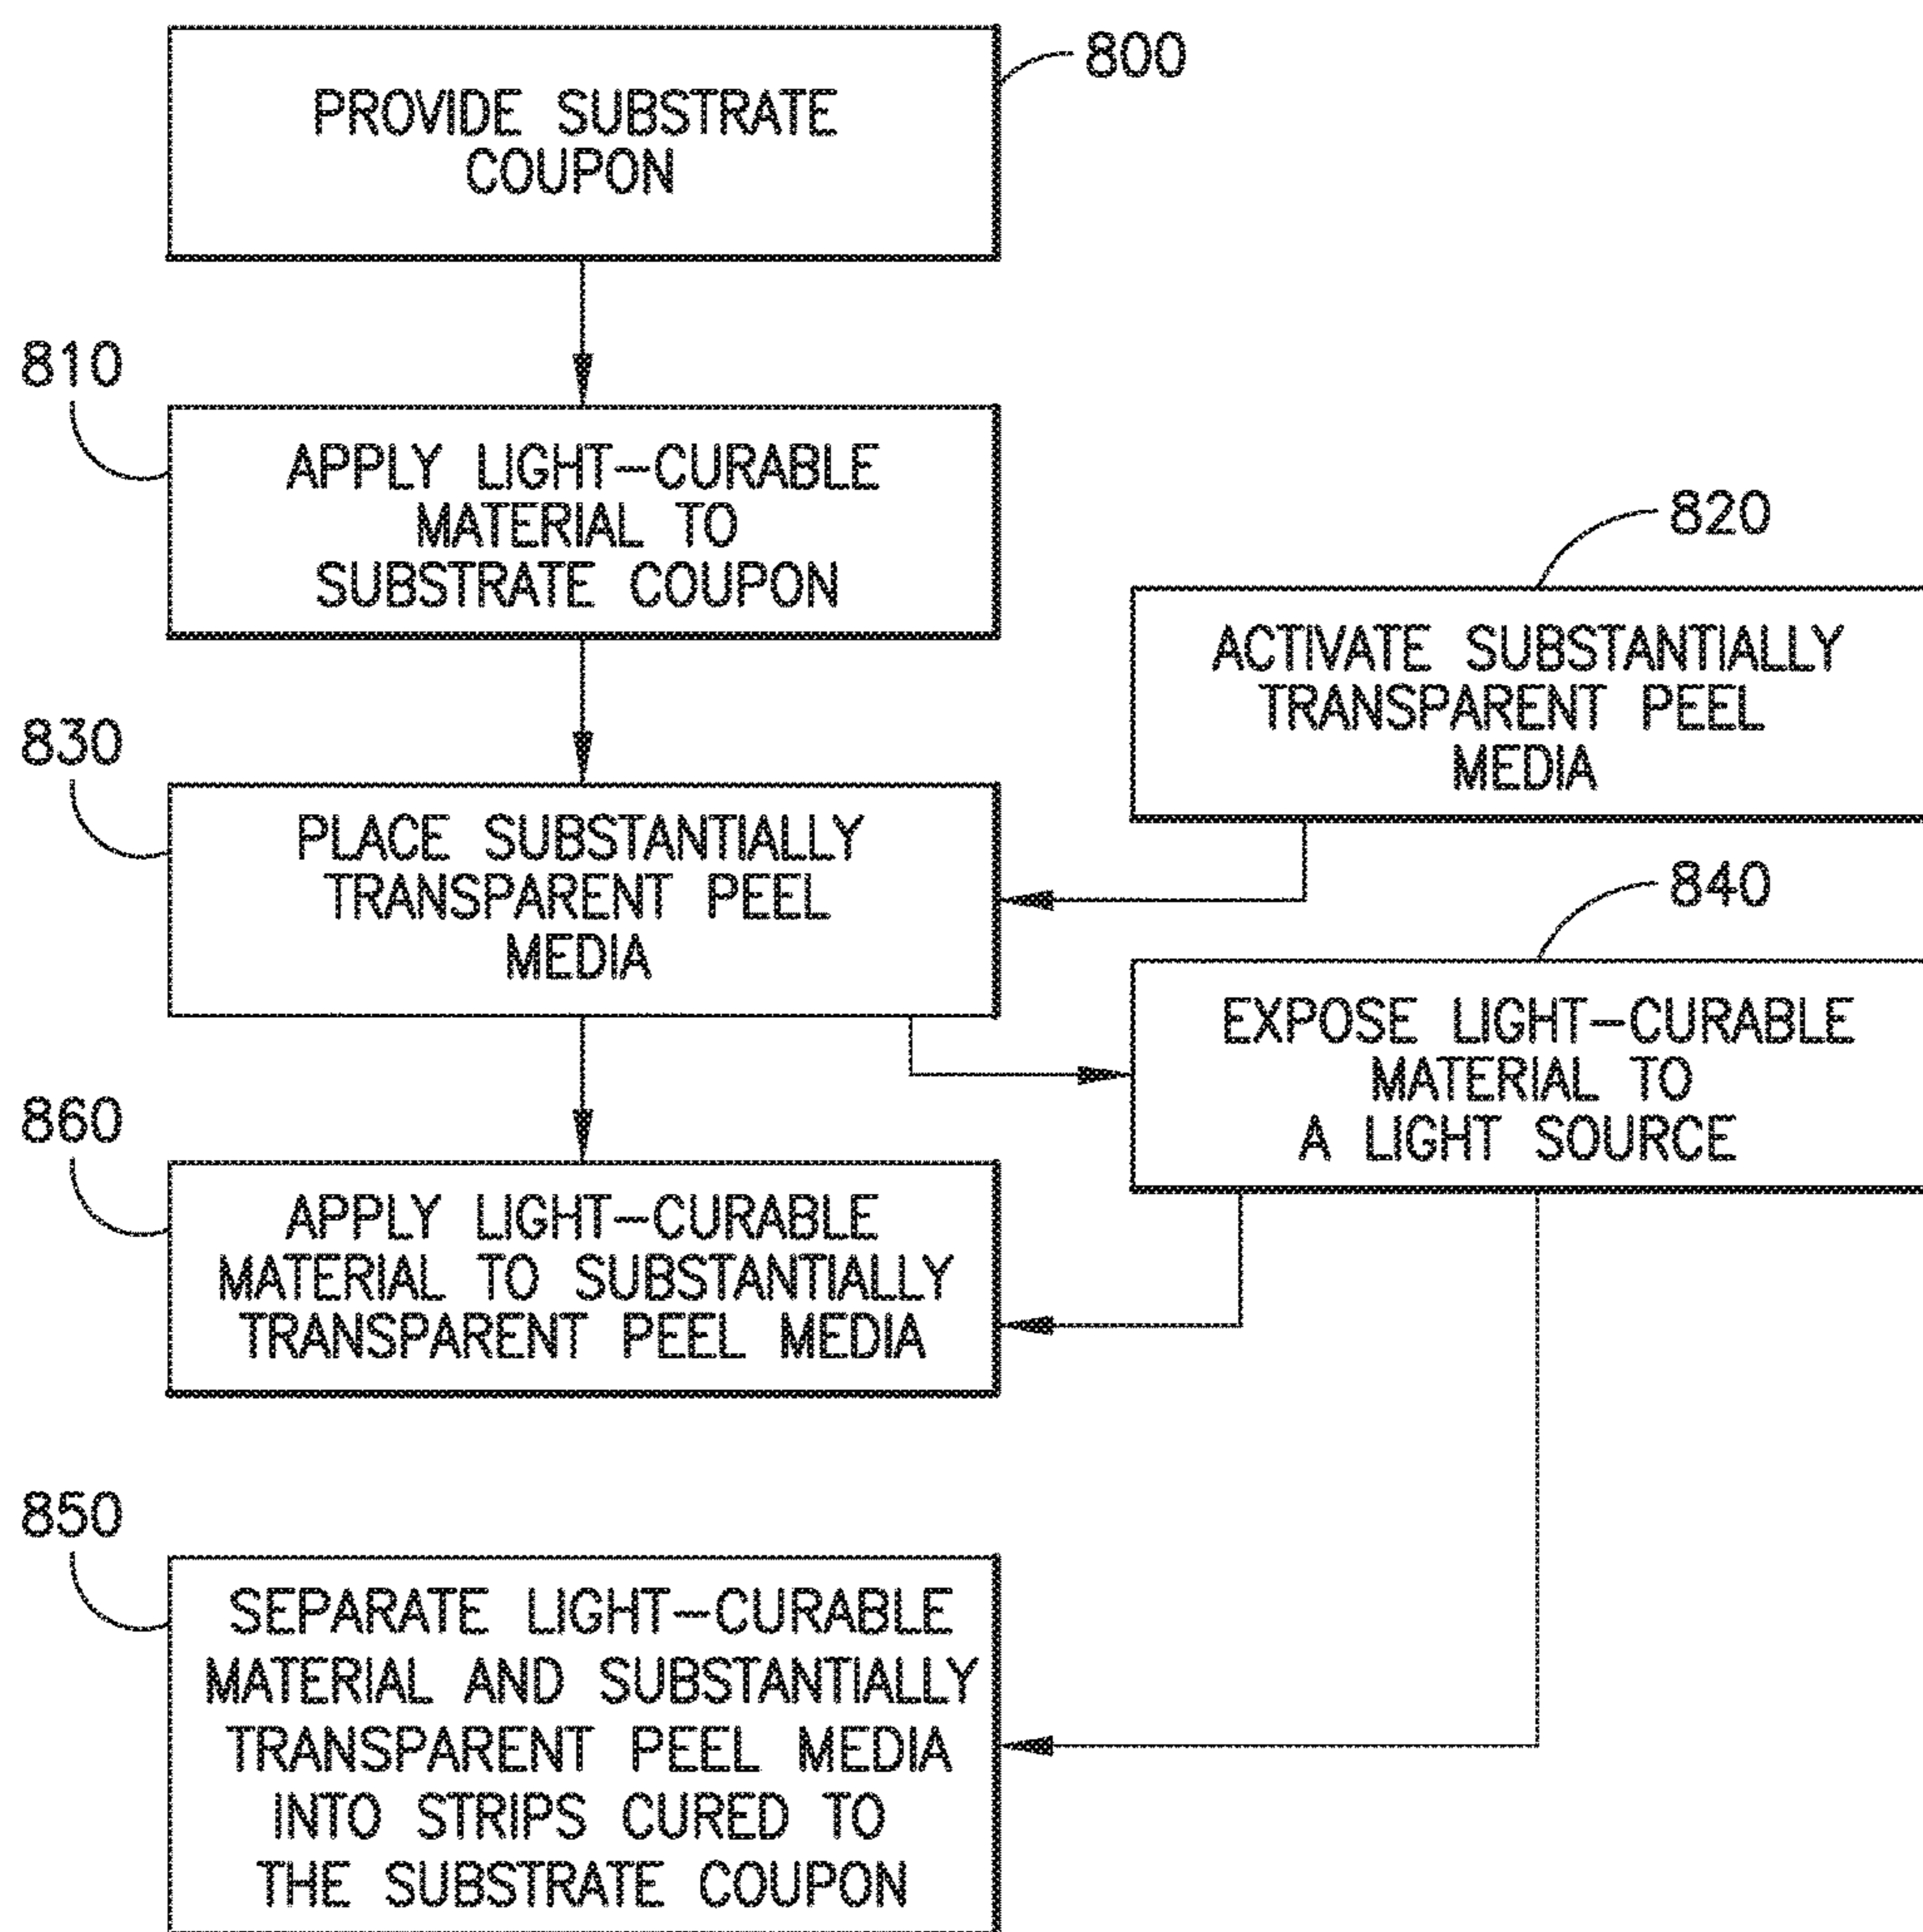 800
PROVIDE SUBSTRATE
COUPON
810
APPLY LIGHT-CURABLE
MATERIAL TO
SUBSTRATE COUPON
820
ACTIVATE SUBSTANTIALLY
TRANSPARENT PEEL
MEDIA
830
PLACE SUBSTANTIALLY
TRANSPARENT PEEL
MEDIA
840
EXPOSE LIGHT-CURABLE
MATERIAL TO
A LIGHT SOURCE
860
APPLY LIGHT-CURABLE
MATERIAL TO SUBSTANTIALLY
TRANSPARENT PEEL MEDIA
850
SEPARATE LIGHT-CURABLE
MATERIAL AND SUBSTANTIALLY
TRANSPARENT PEEL MEDIA
INTO STRIPS CURED TO
THE SUBSTRATE COUPON